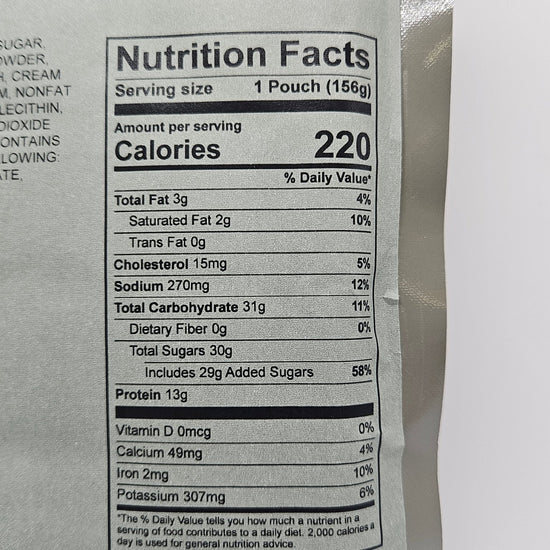 SUGAR,
OWDER,
H, CREAM
M, NONFAT
LECITHIN,
DIOXIDE
ONTAINS
LOWING:
ATE,
Nutrition Facts
Serving size 1 Pouch (156g)
Amount per serving
Calories 220
% Daily Value*
Total Fat 3g 4%
Saturated Fat 2g 10%
Trans Fat 0g
Cholesterol 15mg 5%
Sodium 270mg 12%
Total Carbohydrate 31g 11%
Dietary Fiber 0g 0%
Total Sugars 30g
Includes 29g Added Sugars 58%
Protein 13g
Vitamin D 0mcg 0%
Calcium 49mg 4%
Iron 2mg 10%
Potassium 307mg 6%
*The % Daily Value tells you how much a nutrient in a
serving of food contributes to a daily diet. 2,000 calories a
day is used for general nutrition advice.